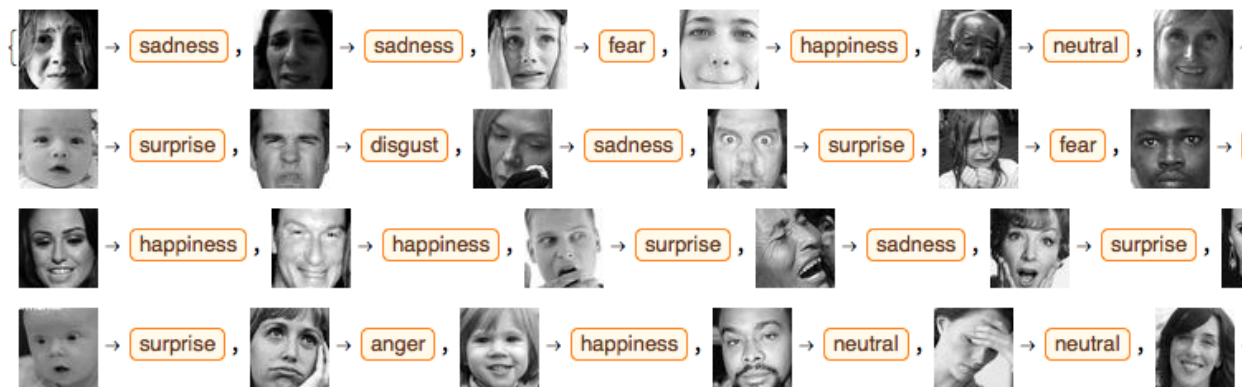 { → sadness , → sadness , → fear , → happiness , → neutral , →
→ surprise , → disgust , → sadness , → surprise , → fear , →
→ happiness , → happiness , → surprise , → sadness , → surprise ,
→ surprise , → anger , → happiness , → neutral , → neutral ,